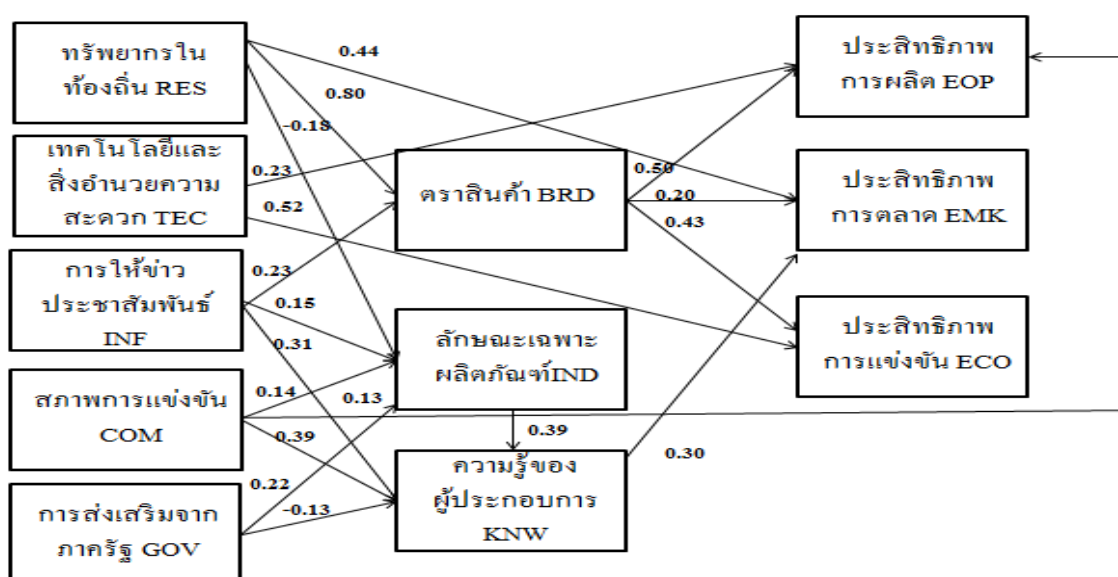 ทรัพยากรใน
ท้องถิ่น RES
เทคโนโลยีและ
สิ่งอำนวยความ
สะดวก TEC
การให้ข่าว
ประชาสัมพันธ์
INF
สภาพการแข่งขัน
COM
การส่งเสริมจาก
ภาครัฐ GOV
0.44
0.80
-0.18
0.23
0.52
0.23
0.15
0.31
0.14
0.13
0.39
0.22
-0.13
ตราสินค้า BRD
ลักษณะเฉพาะ
ผลิตภัณฑ์IND
0.39
ความรู้ของ
ผู้ประกอบการ
KNW
0.50
0.20
0.43
0.30
ประสิทธิภาพ
การผลิต EOP
ประสิทธิภาพ
การตลาด EMK
ประสิทธิภาพ
การแข่งขัน ECO